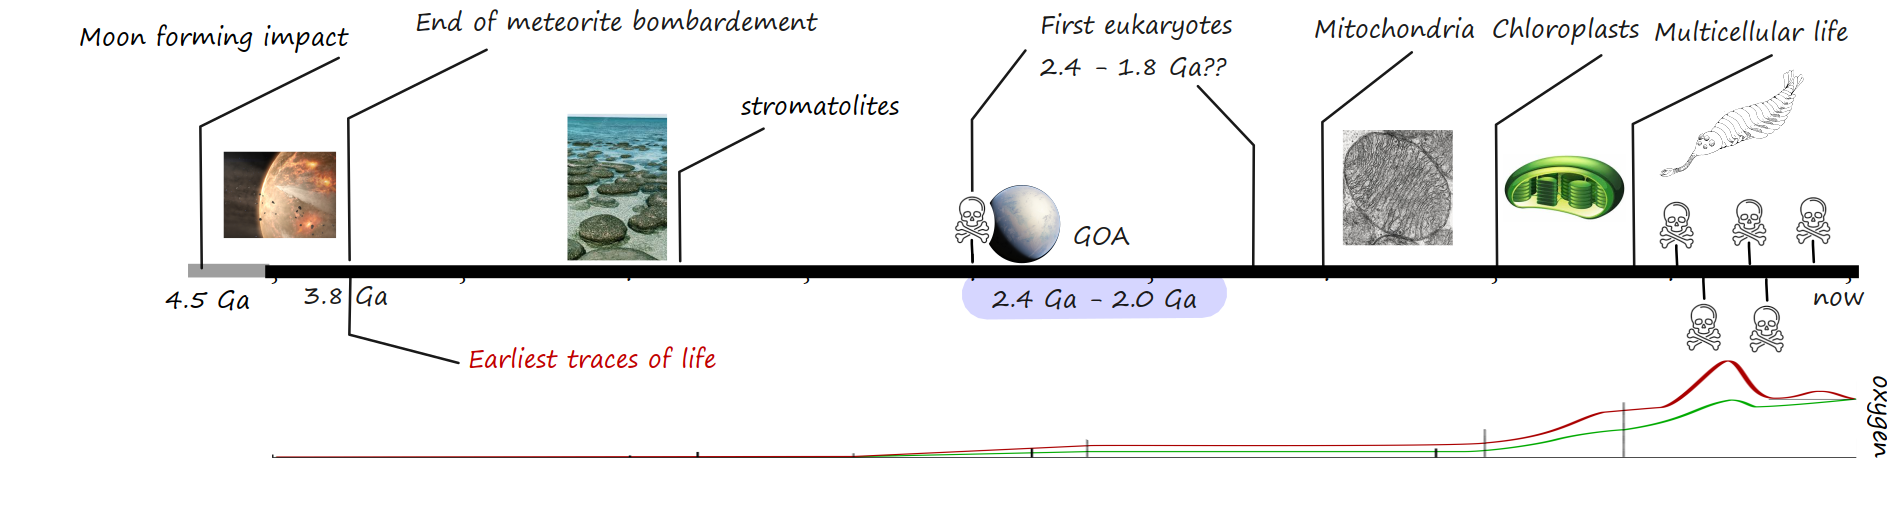 Moon forming impact
End of meteorite bombardement
First eukaryotes
2.4 - 1.8 Ga??
Mitochondria
Chloroplasts
Multicellular life
stromatolites
GOA
4.5 Ga
3.8 Ga
2.4 Ga - 2.0 Ga
now
Earliest traces of life
oxygen